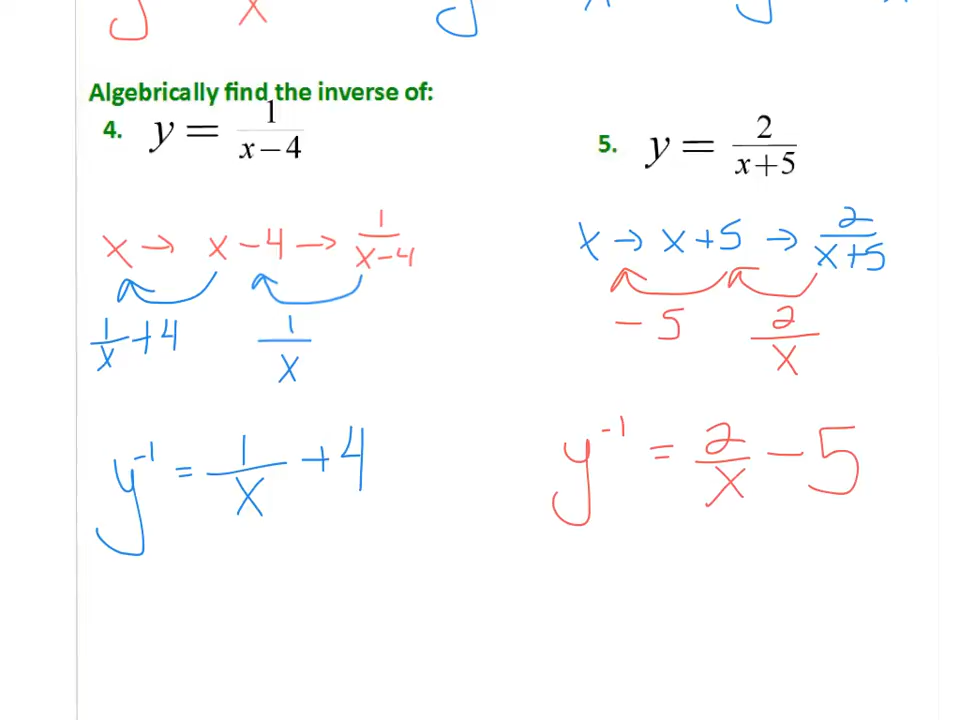 y x y x y x
Algebrically find the inverse of:
4. y = 1/(x−4)
x → x−4 → 1/(x−4)
1/x + 4 1/x
y⁻¹ = 1/x + 4
5. y = 2/(x+5)
x → x+5 → 2/(x+5)
−5 2/x
y⁻¹ = 2/x − 5